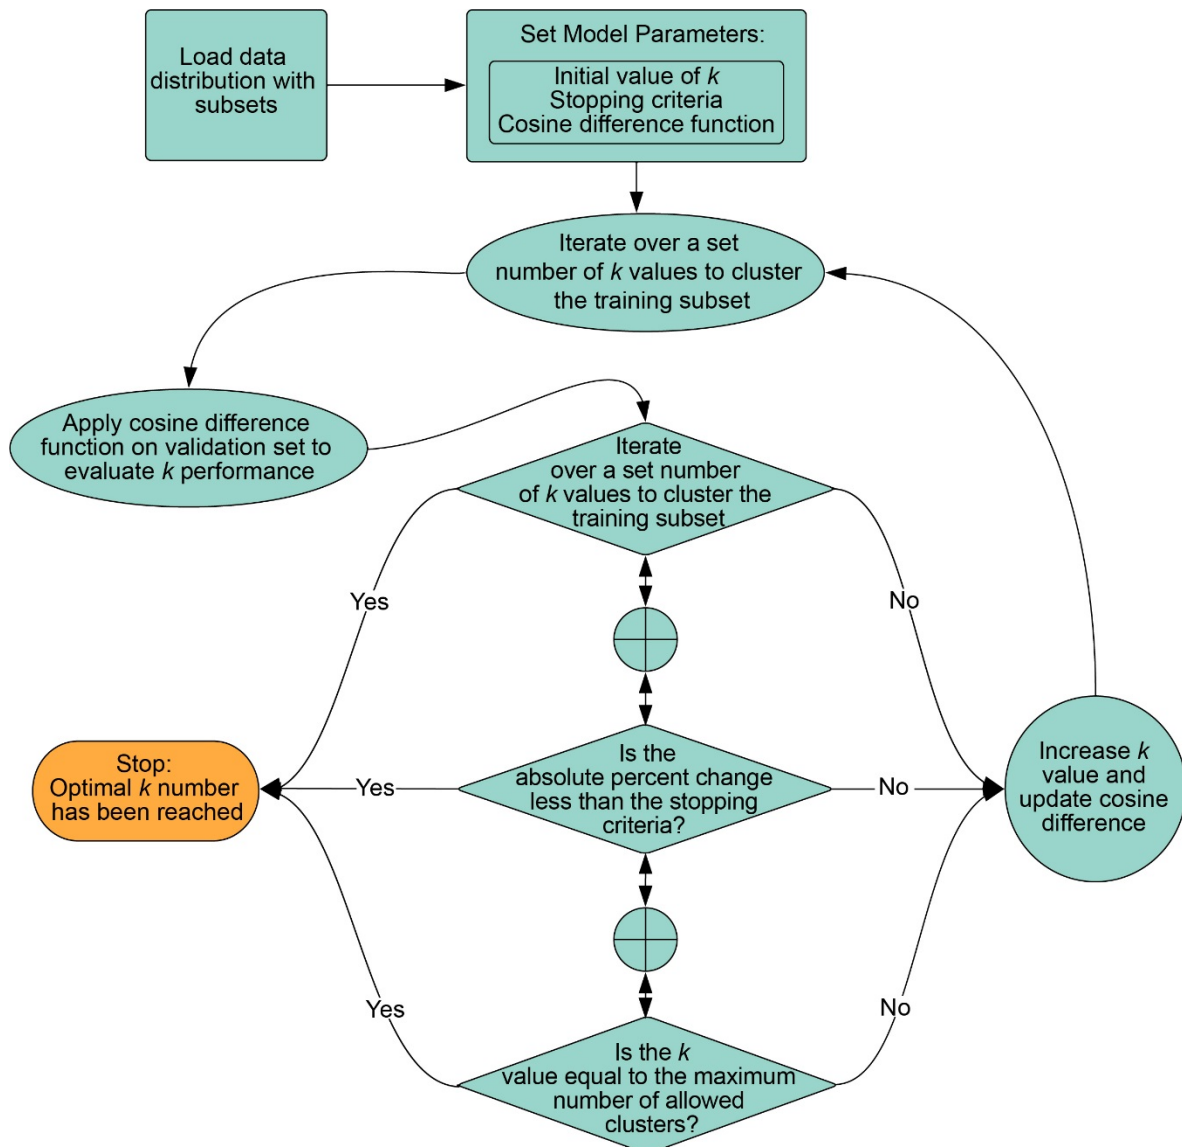 Load data
distribution with
subsets
Set Model Parameters:
Initial value of k
Stopping criteria
Cosine difference function
Iterate over a set
number of k values to cluster
the training subset
Apply cosine difference
function on validation set to
evaluate k performance
Iterate
over a set number
of k values to cluster the
training subset
Yes
No
Stop:
Optimal k number
has been reached
Yes
Is the
absolute percent change
less than the stopping
criteria?
No
Increase k
value and
update cosine
difference
Yes
No
Is the k
value equal to the maximum
number of allowed
clusters?